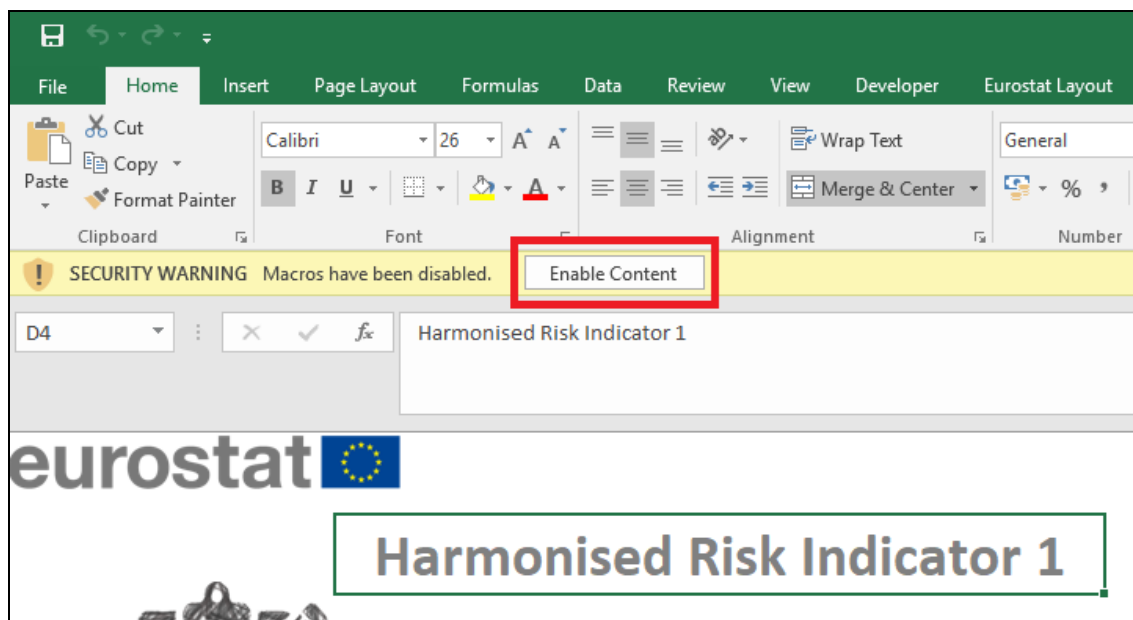 File Home Insert Page Layout Formulas Data Review View Developer Eurostat Layout
Cut
Copy
Paste
Format Painter
Clipboard
Calibri 26 A A
B I U A
Font
Wrap Text
Merge & Center
Alignment
General
% ,
Number
SECURITY WARNING Macros have been disabled. Enable Content
D4 fx Harmonised Risk Indicator 1
eurostat
Harmonised Risk Indicator 1